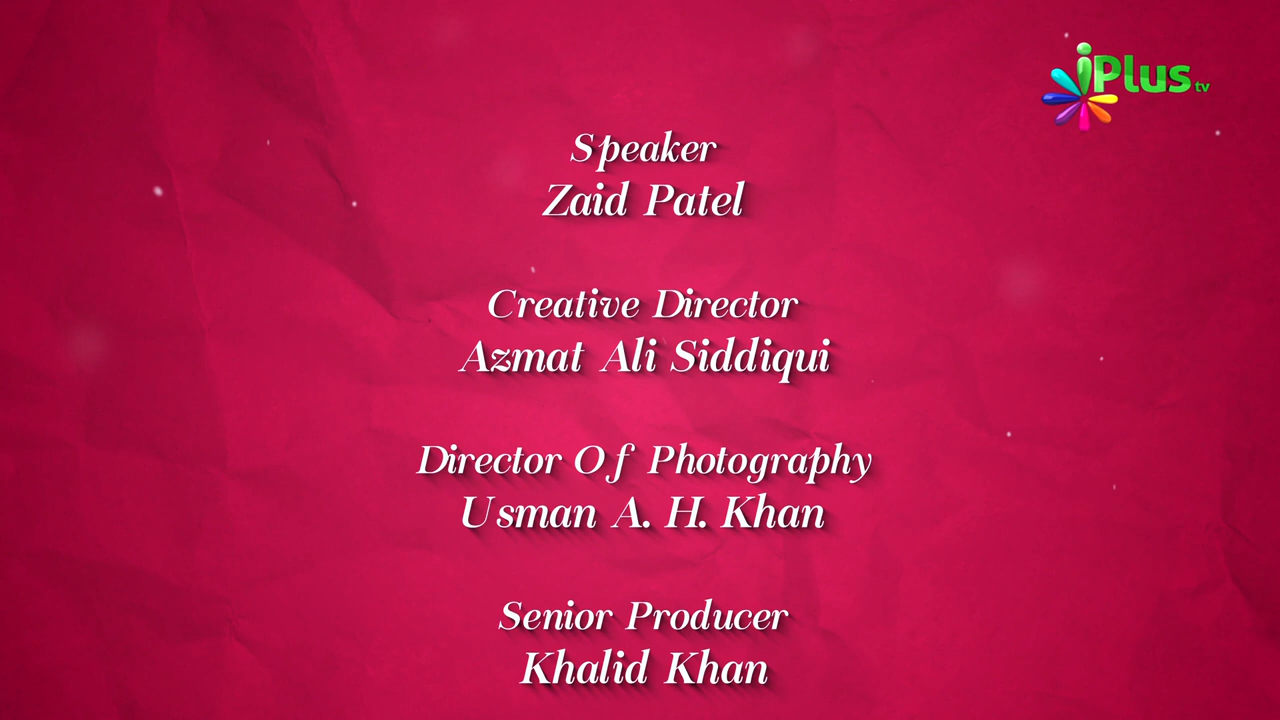 iPlus tv
Speaker
Zaid Patel
Creative Director
Azmat Ali Siddiqui
Director Of Photography
Usman A. H. Khan
Senior Producer
Khalid Khan